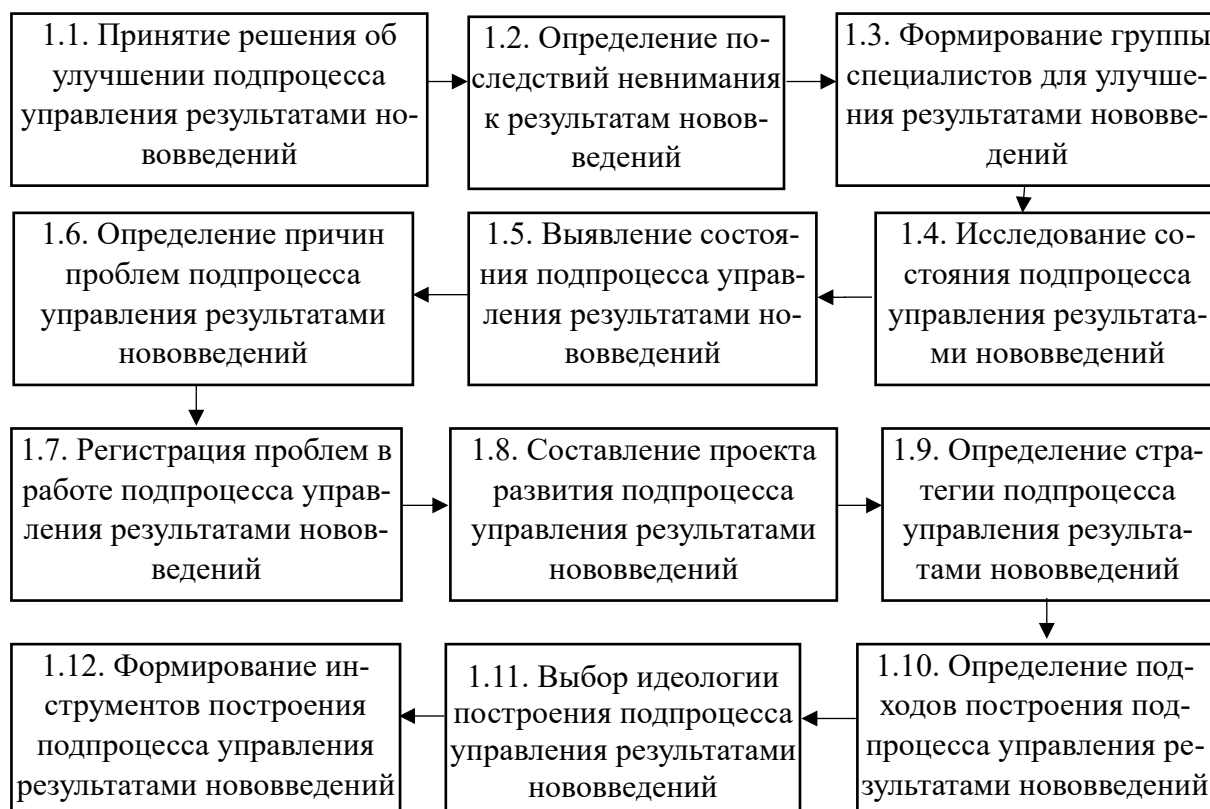 1.1. Принятие решения об
улучшении подпроцесса
управления результатами но-
вовведений
1.2. Определение по-
следствий невнимания
к результатам новов-
ведений
1.3. Формирование группы
специалистов для улучше-
ния результатами нововве-
дений
1.6. Определение причин
проблем подпроцесса
управления результатами
нововведений
1.5. Выявление состоя-
ния подпроцесса управ-
ления результатами но-
вовведений
1.4. Исследование со-
стояния подпроцесса
управления результата-
ми нововведений
1.7. Регистрация проблем в
работе подпроцесса управ-
ления результатами новов-
ведений
1.8. Составление проекта
развития подпроцесса
управления результатами
нововведений
1.9. Определение стра-
тегии подпроцесса
управления результа-
тами нововведений
1.12. Формирование ин-
струментов построения
подпроцесса управления
результатами нововведений
1.11. Выбор идеологии
построения подпроцесса
управления результатами
нововведений
1.10. Определение под-
ходов построения под-
процесса управления ре-
зультатами нововведений